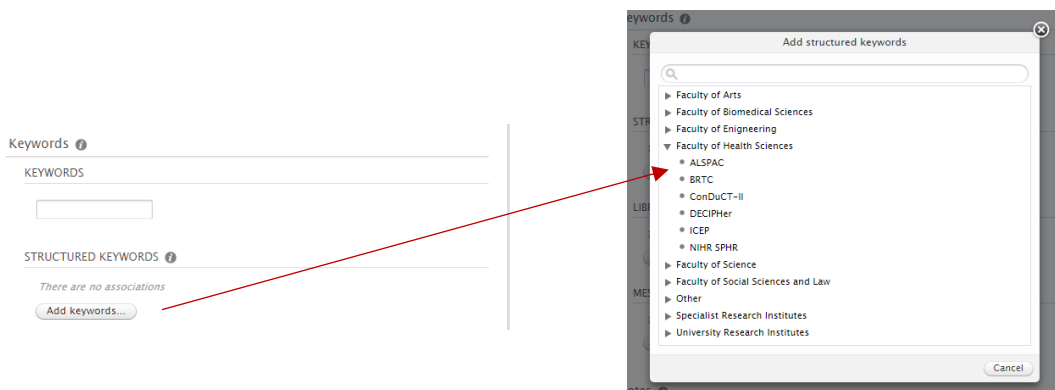 Keywords
KEYWORDS
STRUCTURED KEYWORDS
There are no associations
Add keywords...
eywords
KEY
STR
LIB
MES
Add structured keywords
Faculty of Arts
Faculty of Biomedical Sciences
Faculty of Enigneering
Faculty of Health Sciences
ALSPAC
BRTC
ConDuCT-II
DECIPHer
ICEP
NIHR SPHR
Faculty of Science
Faculty of Social Sciences and Law
Other
Specialist Research Institutes
University Research Institutes
Cancel